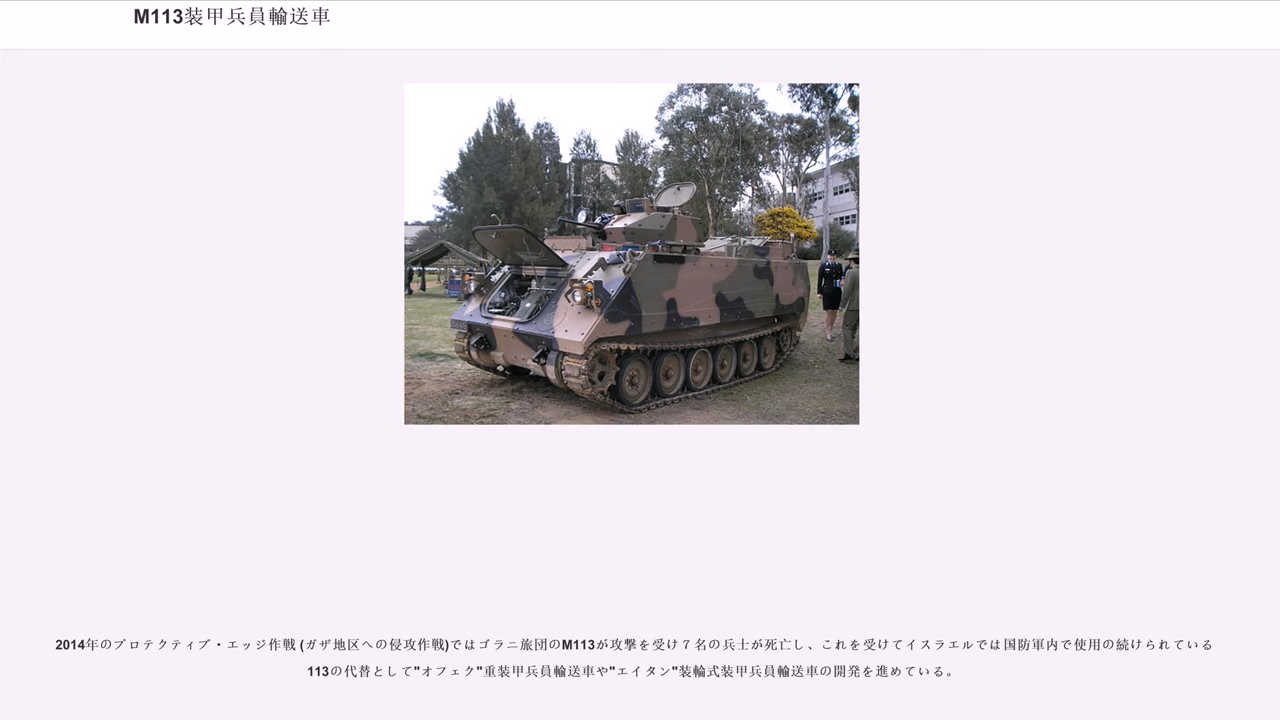 M113装甲兵員輸送車
2014年のプロテクティブ・エッジ作戦 (ガザ地区への侵攻作戦)ではゴラニ旅団のM113が攻撃を受け７名の兵士が死亡し、これを受けてイスラエルでは国防軍内で使用の続けられている
113の代替として"オフェク"重装甲兵員輸送車や"エイタン"装輪式装甲兵員輸送車の開発を進めている。